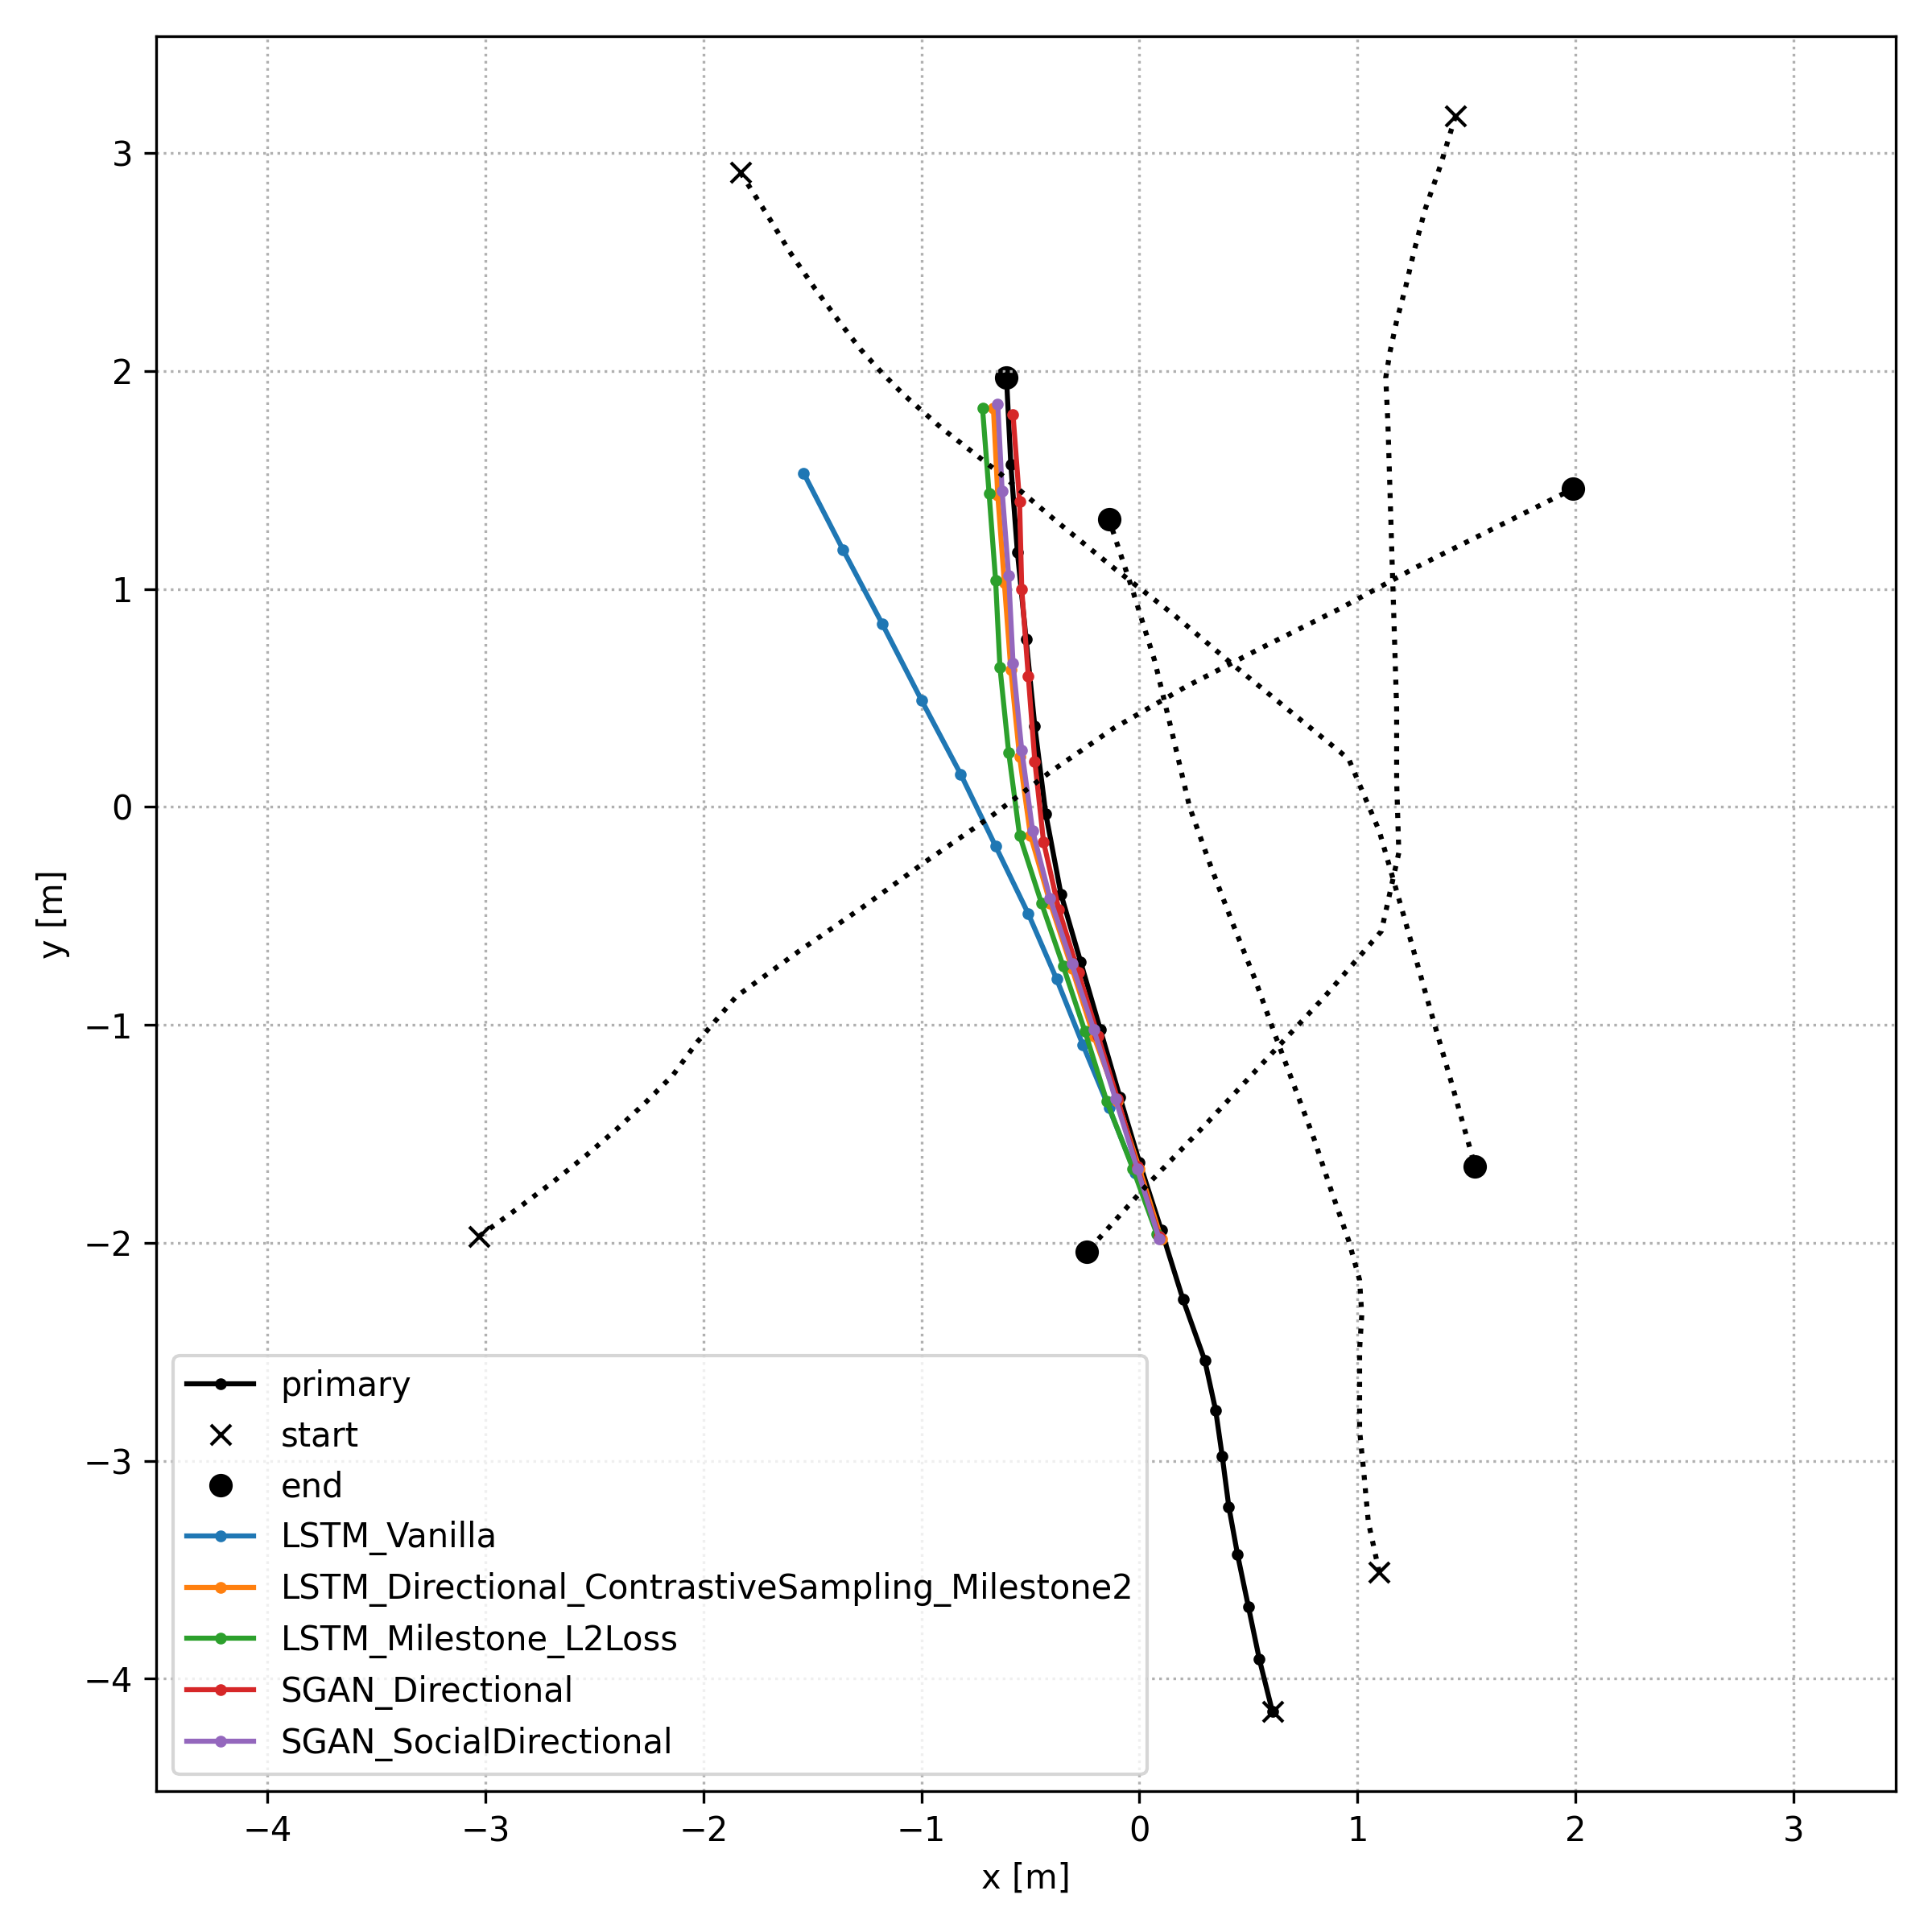 3
2
1
0
−1
−2
−3
−4
y [m]
primary
start
end
LSTM_Vanilla
LSTM_Directional_ContrastiveSampling_Milestone2
LSTM_Milestone_L2Loss
SGAN_Directional
SGAN_SocialDirectional
−4 −3 −2 −1 0 1 2 3
x [m]